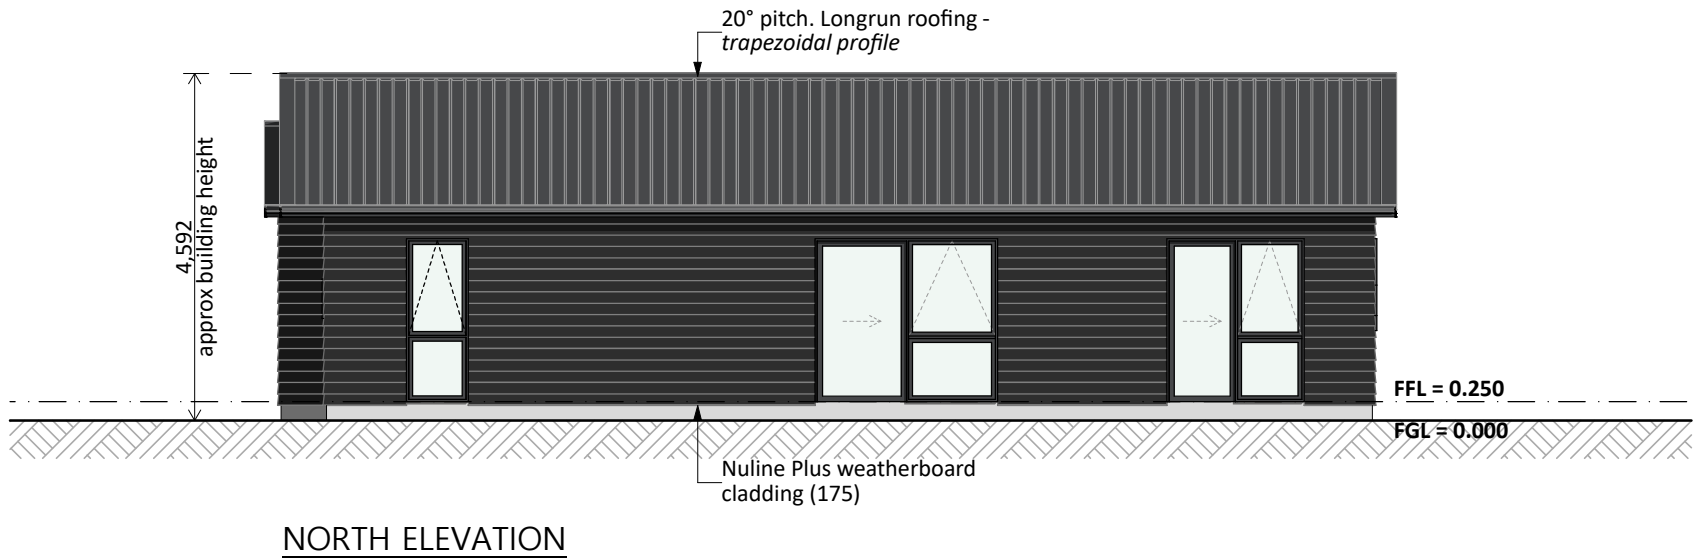 20° pitch. Longrun roofing -
trapezoidal profile
4,592
approx building height
FFL = 0.250
FGL = 0.000
Nuline Plus weatherboard
cladding (175)
NORTH ELEVATION